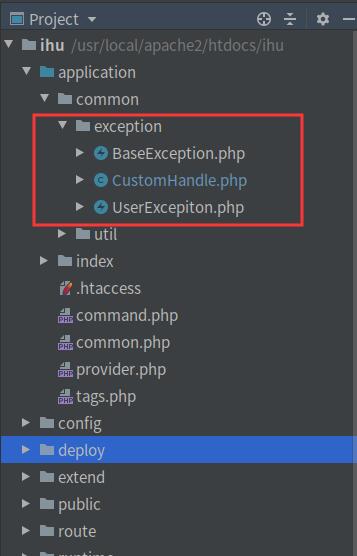 Project
ihu /usr/local/apache2/htdocs/ihu
application
common
exception
BaseException.php
CustomHandle.php
UserExcepiton.php
util
index
.htaccess
command.php
common.php
provider.php
tags.php
config
deploy
extend
public
route
runtime